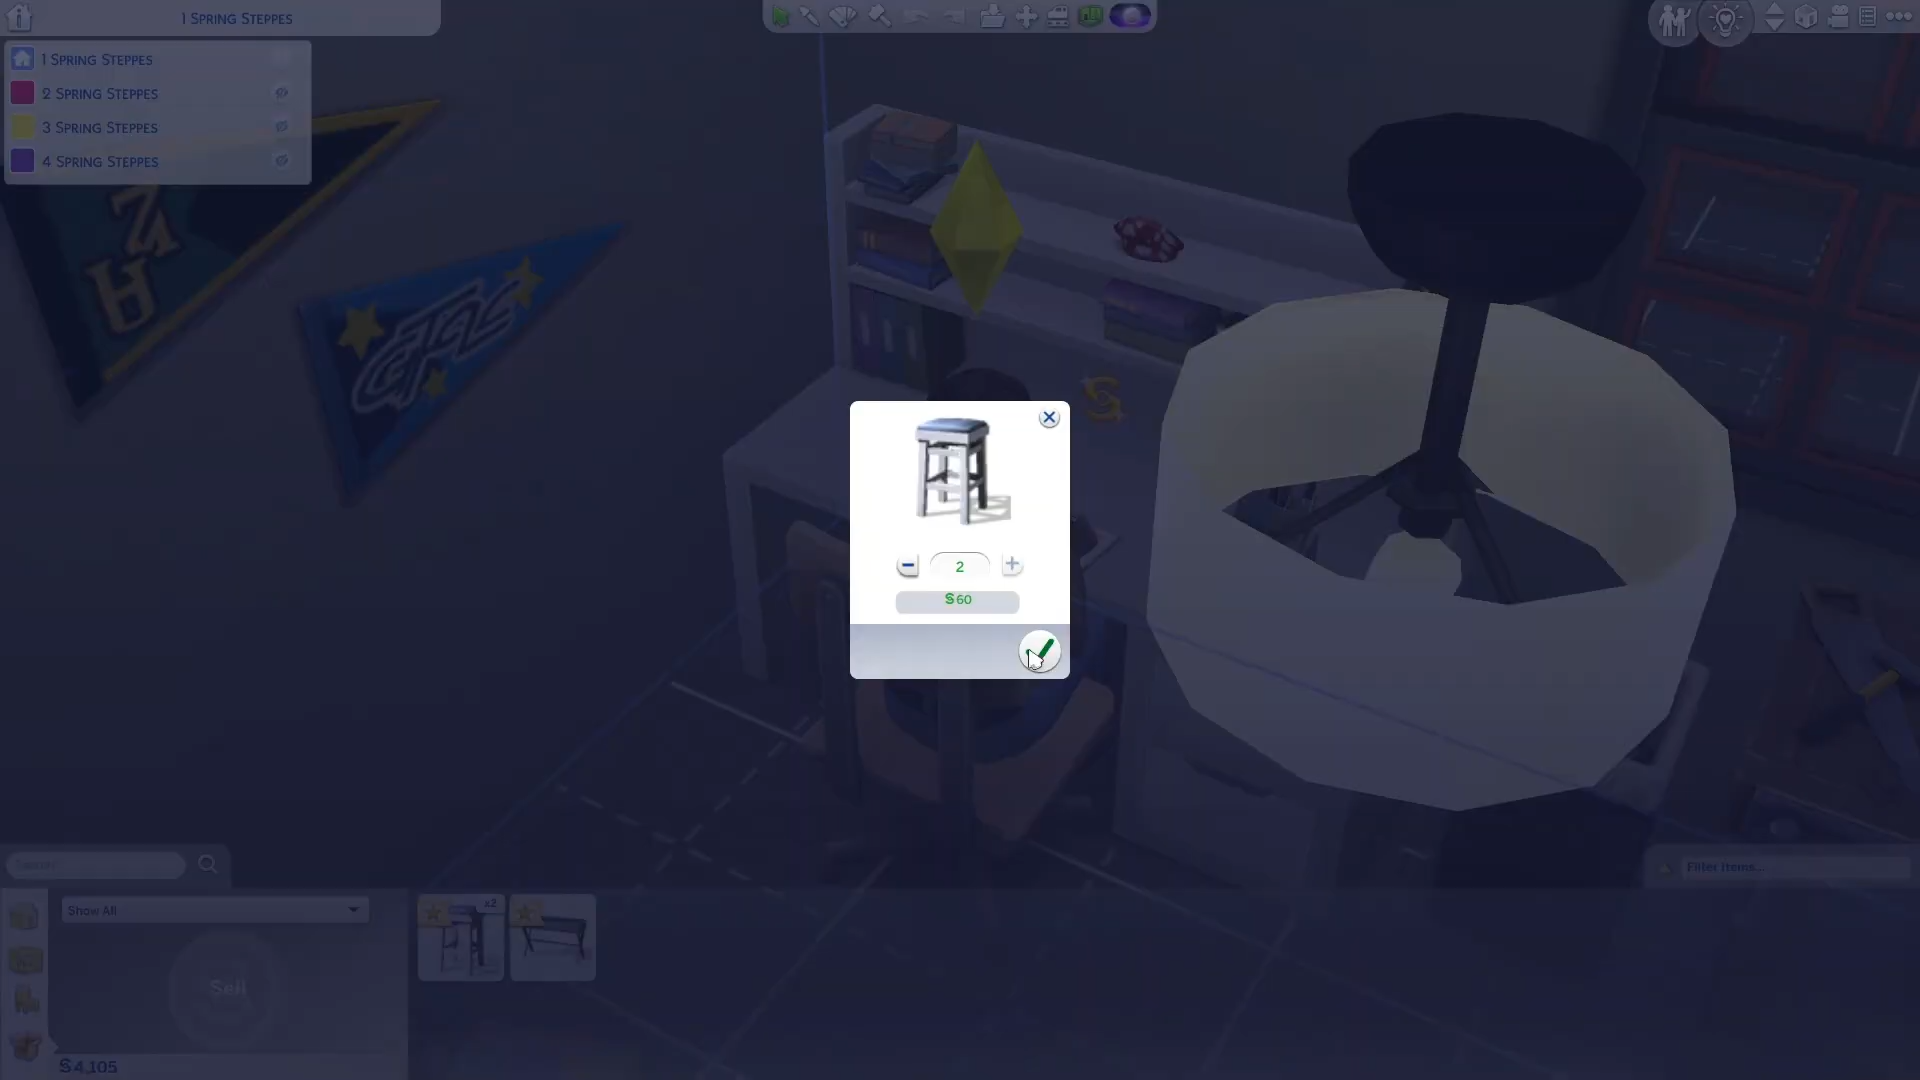 1 Spring Steppes
1 Spring Steppes
2 Spring Steppes
3 Spring Steppes
4 Spring Steppes
2
§60
Search...
Filter Items...
Show All
x2
Sell
§4,105